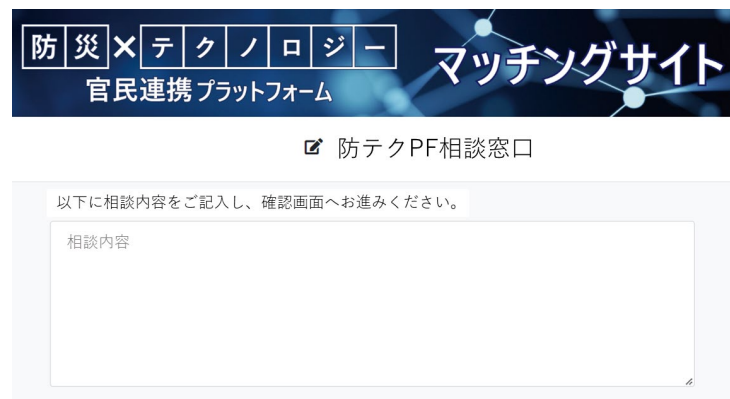 防災×テクノロジー
官民連携プラットフォーム
マッチングサイト
防テクPF相談窓口
以下に相談内容をご記入し、確認画面へお進みください。
相談内容